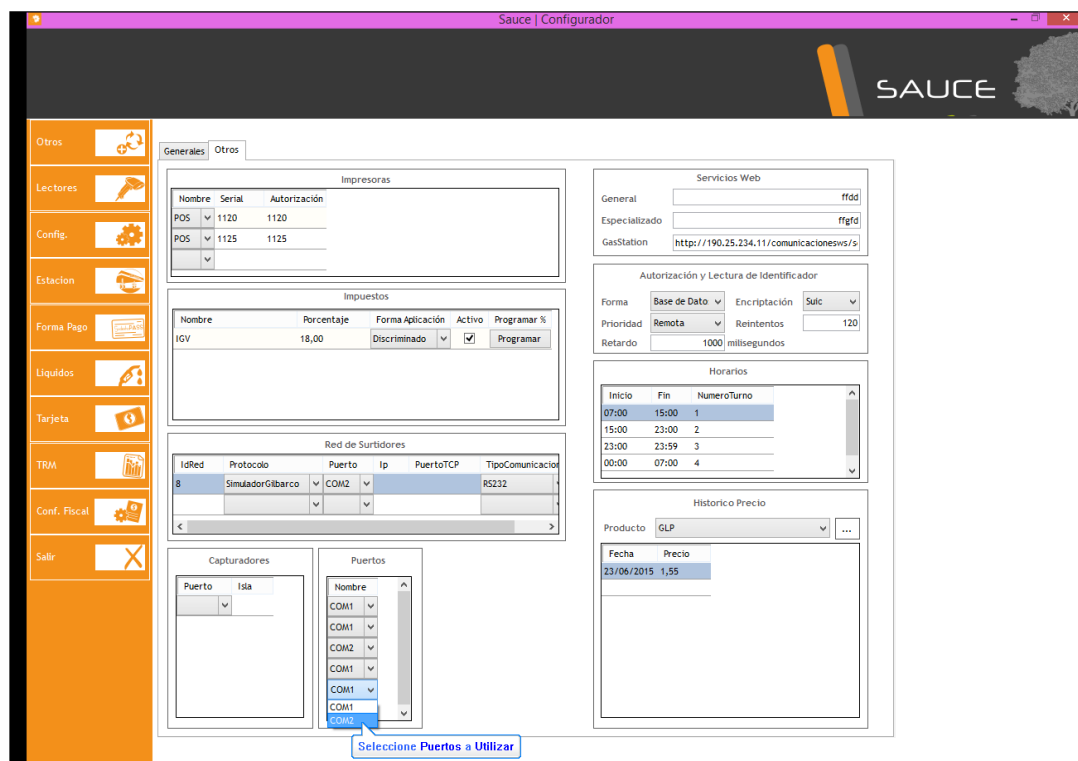 Sauce | Configurador
SAUCE
Otros
Lectores
Config.
Estacion
Forma Pago
Liquidos
Tarjeta
TRM
Conf. Fiscal
Salir
Generales Otros
Impresoras
Nombre Serial Autorización
POS 1120 1120
POS 1125 1125
Impuestos
Nombre Porcentaje Forma Aplicación Activo Programar %
IGV 18,00 Discriminado Programar
Red de Surtidores
IdRed Protocolo Puerto Ip PuertoTCP TipoComunicacion
8 SimuladorGilbarco COM2 RS232
Capturadores
Puerto Isla
Puertos
Nombre
COM1
COM1
COM2
COM1
COM1
COM1
COM2
Seleccione Puertos a Utilizar
Servicios Web
General ffdd
Especializado ffgfd
GasStation http://190.25.234.11/comunicacionesws/s
Autorización y Lectura de Identificador
Forma Base de Dato Encriptación Suic
Prioridad Remota Reintentos 120
Retardo 1000 milisegundos
Horarios
Inicio Fin NumeroTurno
07:00 15:00 1
15:00 23:00 2
23:00 23:59 3
00:00 07:00 4
Historico Precio
Producto GLP ...
Fecha Precio
23/06/2015 1,55